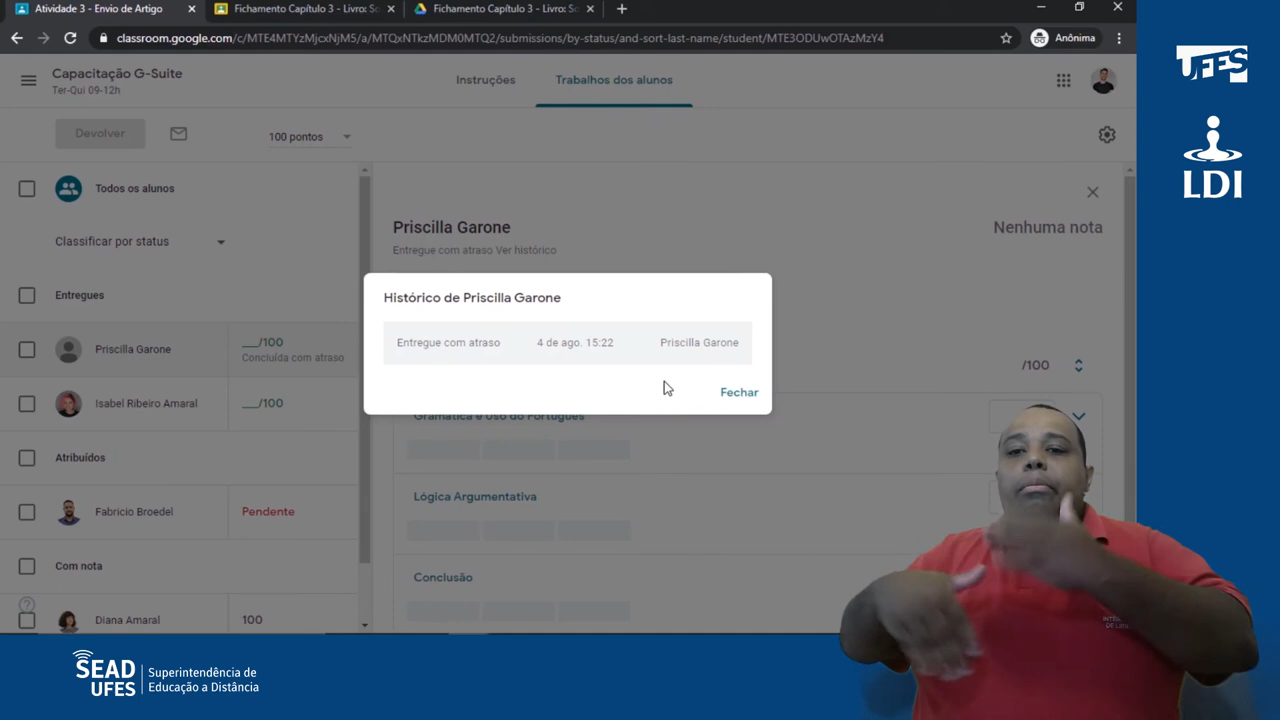 Atividade 3 - Envio de Artigo
Fichamento Capítulo 3 - Livro: So
Fichamento Capítulo 3 - Livro: So
classroom.google.com/c/MTE4MTYzMjcxNjM5/a/MTQxNTkzMDM0MTQ2/submissions/by-status/and-sort-last-name/student/MTE3ODUwOTAzMzY4
Anônima
UFES
Capacitação G-Suite
Ter-Qui 09-12h
Instruções
Trabalhos dos alunos
Devolver
100 pontos
LDI
Todos os alunos
Classificar por status
Priscilla Garone
Nenhuma nota
Entregue com atraso Ver histórico
Entregues
Histórico de Priscilla Garone
Entregue com atraso 4 de ago. 15:22 Priscilla Garone
Fechar
Priscilla Garone
__/100
Concluída com atraso
/100
Isabel Ribeiro Amaral
__/100
Gramática e Uso do Português
Atribuídos
Lógica Argumentativa
Fabricio Broedel
Pendente
Com nota
Conclusão
Diana Amaral
100
SEAD
UFES
Superintendência de
Educação a Distância